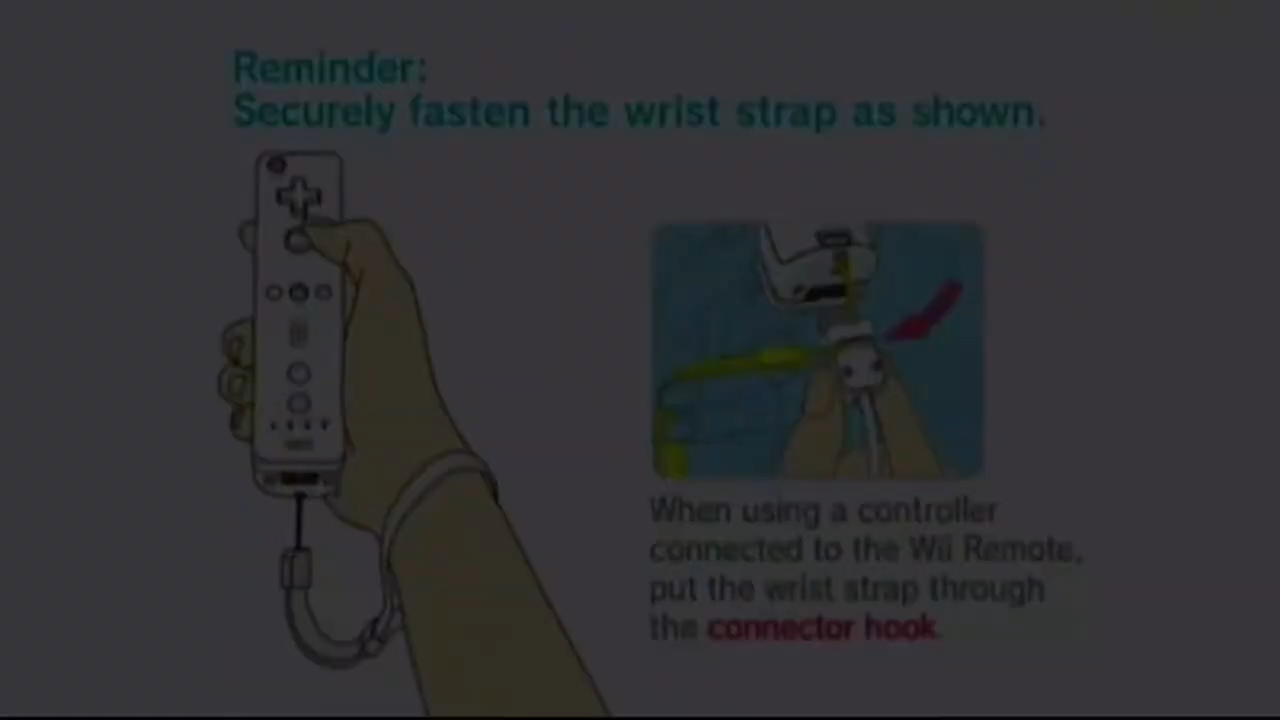 Reminder:
Securely fasten the wrist strap as shown.
When using a controller
connected to the Wii Remote,
put the wrist strap through
the connector hook.